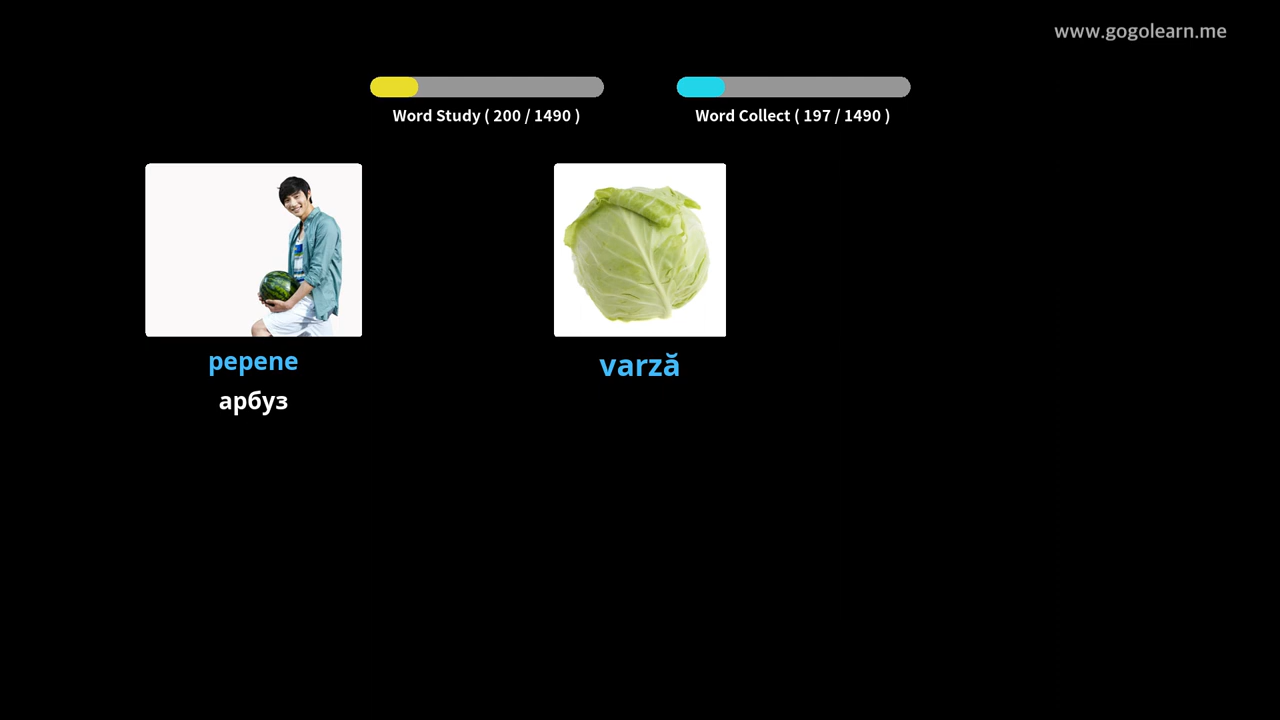 www.gogolearn.me
Word Study ( 200 / 1490 )
Word Collect ( 197 / 1490 )
pepene
арбуз
varză